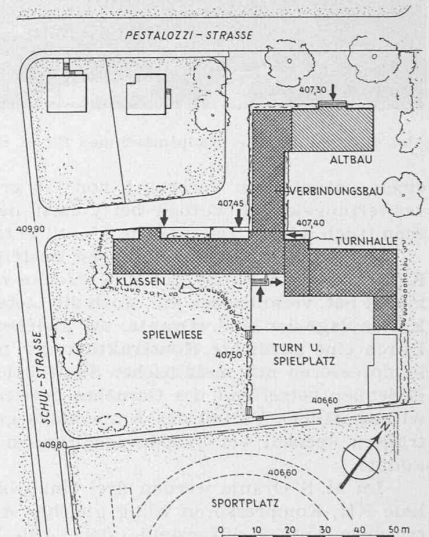 PESTALOZZI-STRASSE
407,30
ALTBAU
VERBINDUNGSBAU
407,45
407,40
409,90
TURNHALLE
KLASSEN
SPIELWIESE
SCHUL-STRASSE
407,50
TURN U.
SPIELPLATZ
406,60
409,80
406,60
SPORTPLATZ
0 10 20 30 40 50 m